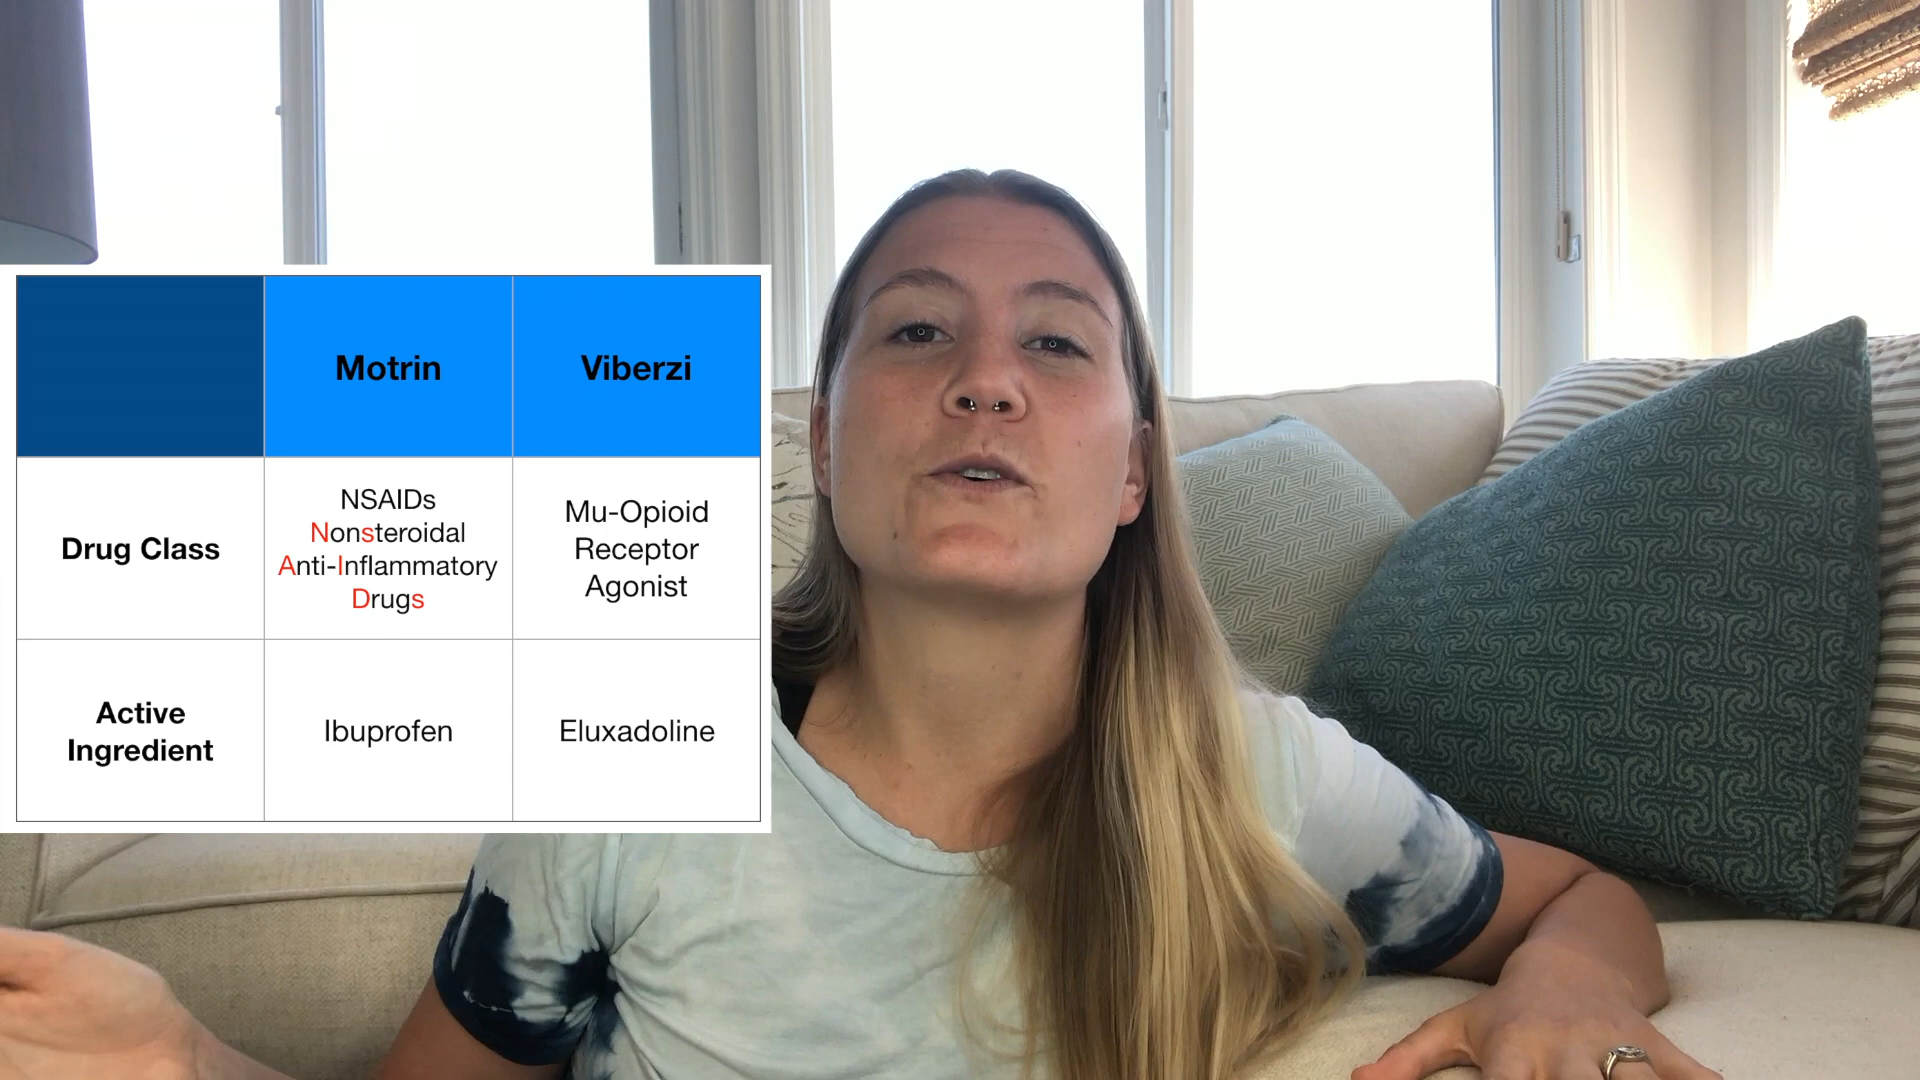 Motrin
Viberzi
Drug Class
NSAIDs
Nonsteroidal
Anti-Inflammatory
Drugs
Mu-Opioid
Receptor
Agonist
Active
Ingredient
Ibuprofen
Eluxadoline